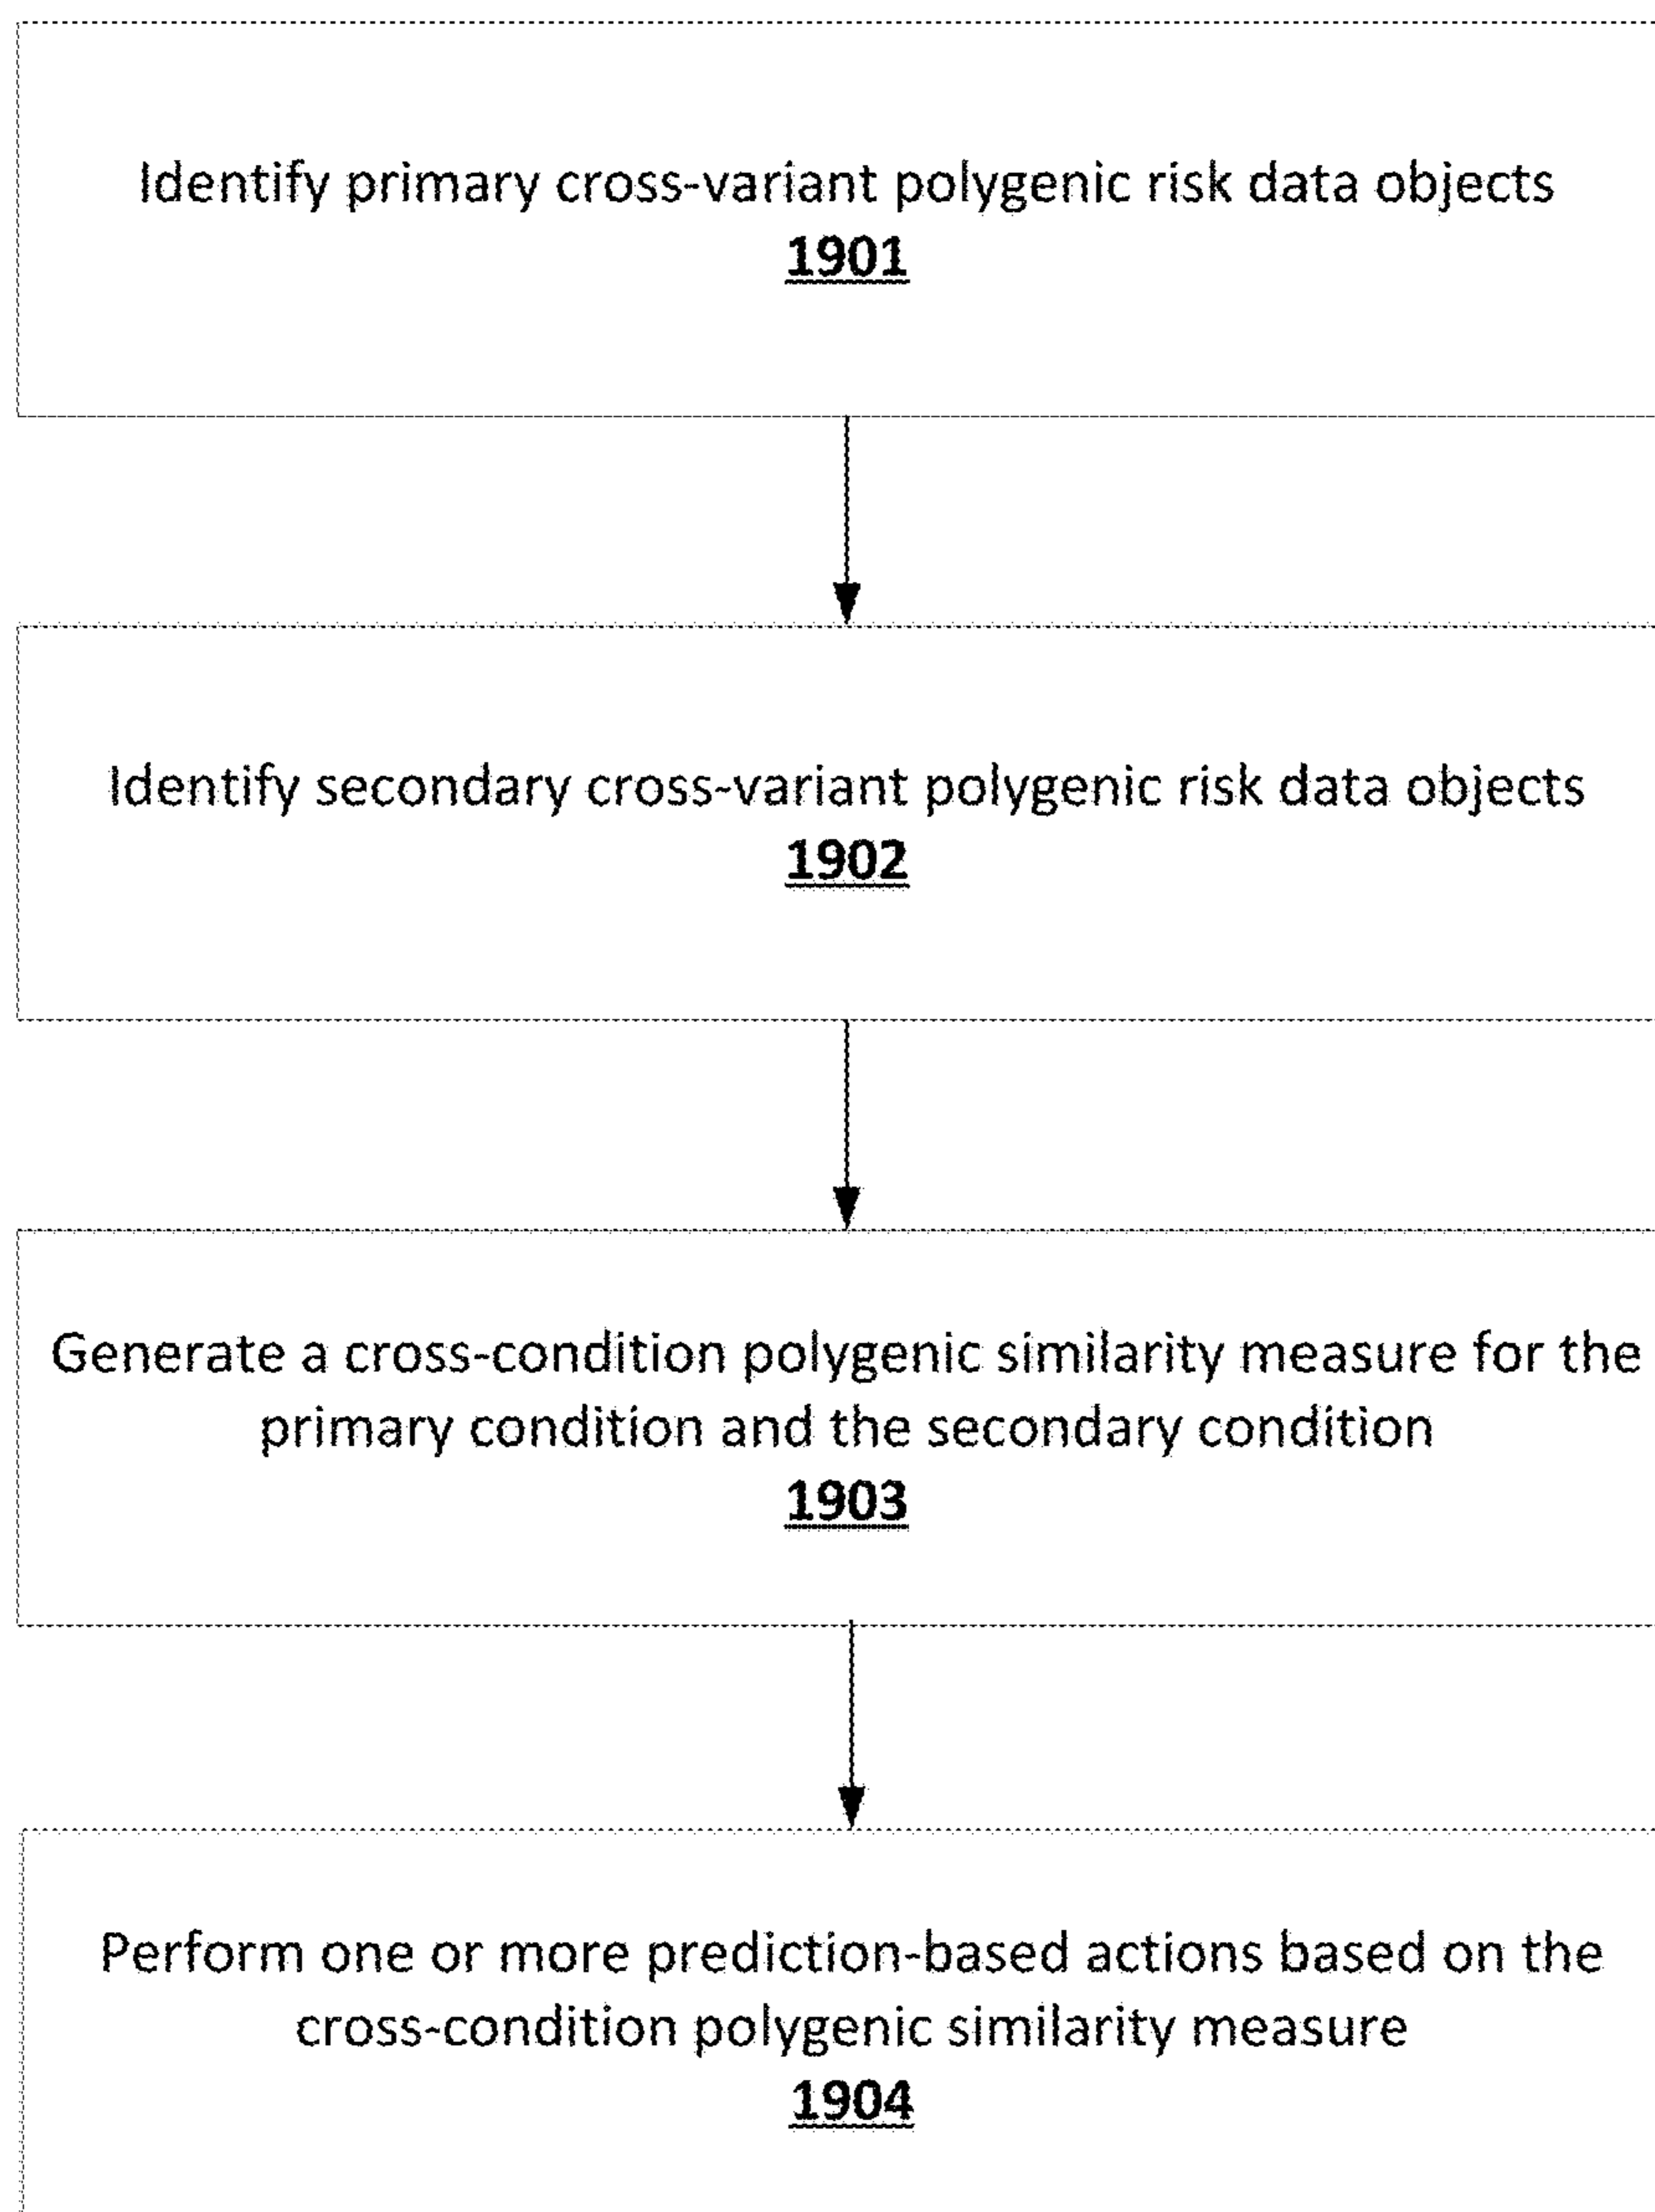 Identify primary cross-variant polygenic risk data objects
1901
Identify secondary cross-variant polygenic risk data objects
1902
Generate a cross-condition polygenic similarity measure for the
primary condition and the secondary condition
1903
Perform one or more prediction-based actions based on the
cross-condition polygenic similarity measure
1904